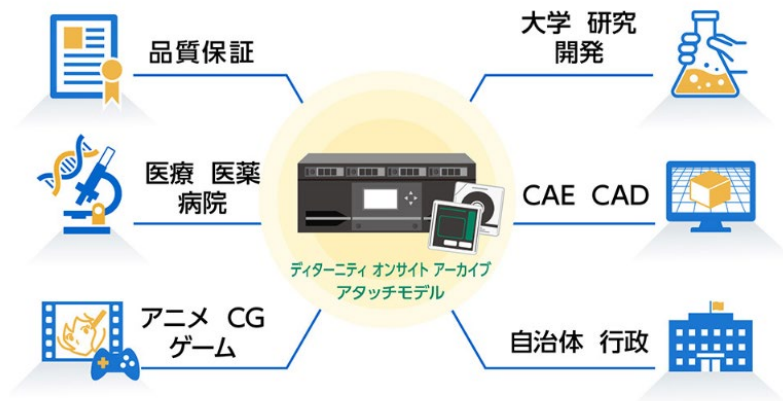 品質保証
大学 研究
開発
医療 医薬
病院
CAE CAD
ディターニティ オンサイト アーカイブ
アタッチモデル
アニメ CG
ゲーム
自治体 行政